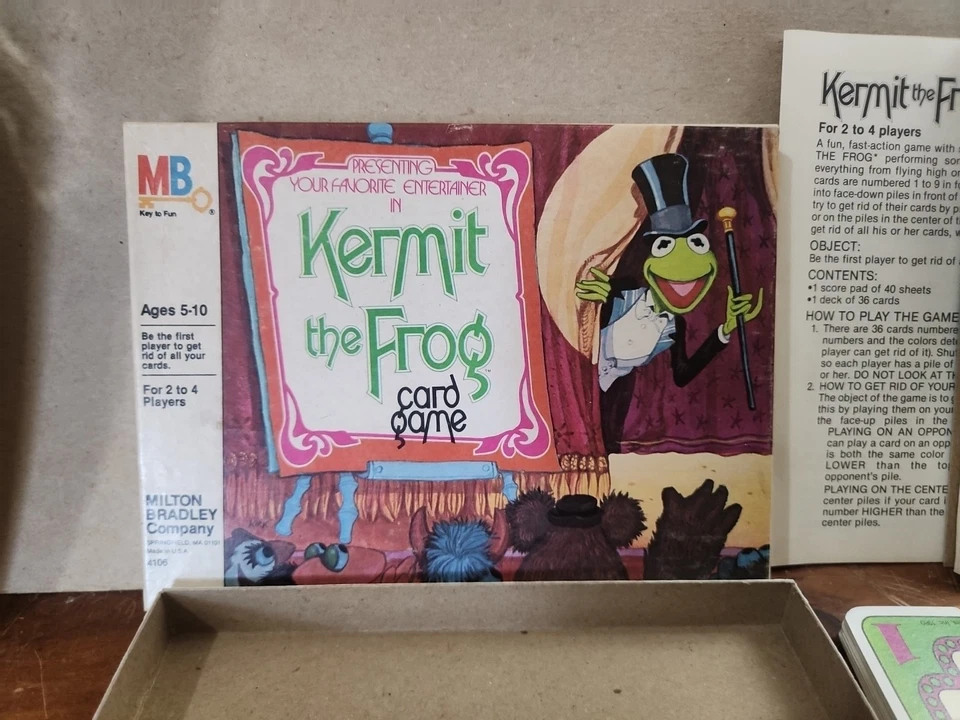 MB
Key to Fun ®
Ages 5-10
Be the first
player to get
rid of all your
cards.
For 2 to 4
Players
MILTON
BRADLEY
Company
SPRINGFIELD, MA 01101
Made in U.S.A.
4106
PRESENTING
YOUR FAVORITE ENTERTAINER
IN
Kermit
the Frog
card
game
Kermit the Fr
For 2 to 4 players
A fun, fast-action game with
THE FROG* performing
everything from flying high
cards are numbered 1 to 9 in
into face-down piles in front of
try to get rid of their cards by
or on the piles in the center of
get rid of all his or her cards,
OBJECT:
Be the first player to get rid of
CONTENTS:
•1 score pad of 40 sheets
•1 deck of 36 cards
HOW TO PLAY THE GAME
1. There are 36 cards numbere
numbers and the colors
player can get rid of it).
so each player has a pile of
or her. DO NOT LOOK AT
2. HOW TO GET RID OF YOUR
The object of the game is to
this by playing them on your
the face-up piles in the
PLAYING ON AN OPPON
can play a card on an opp
is both the same color
LOWER than the
opponent's pile.
PLAYING ON THE CENTE
center piles if your card
number HIGHER than the
center piles.